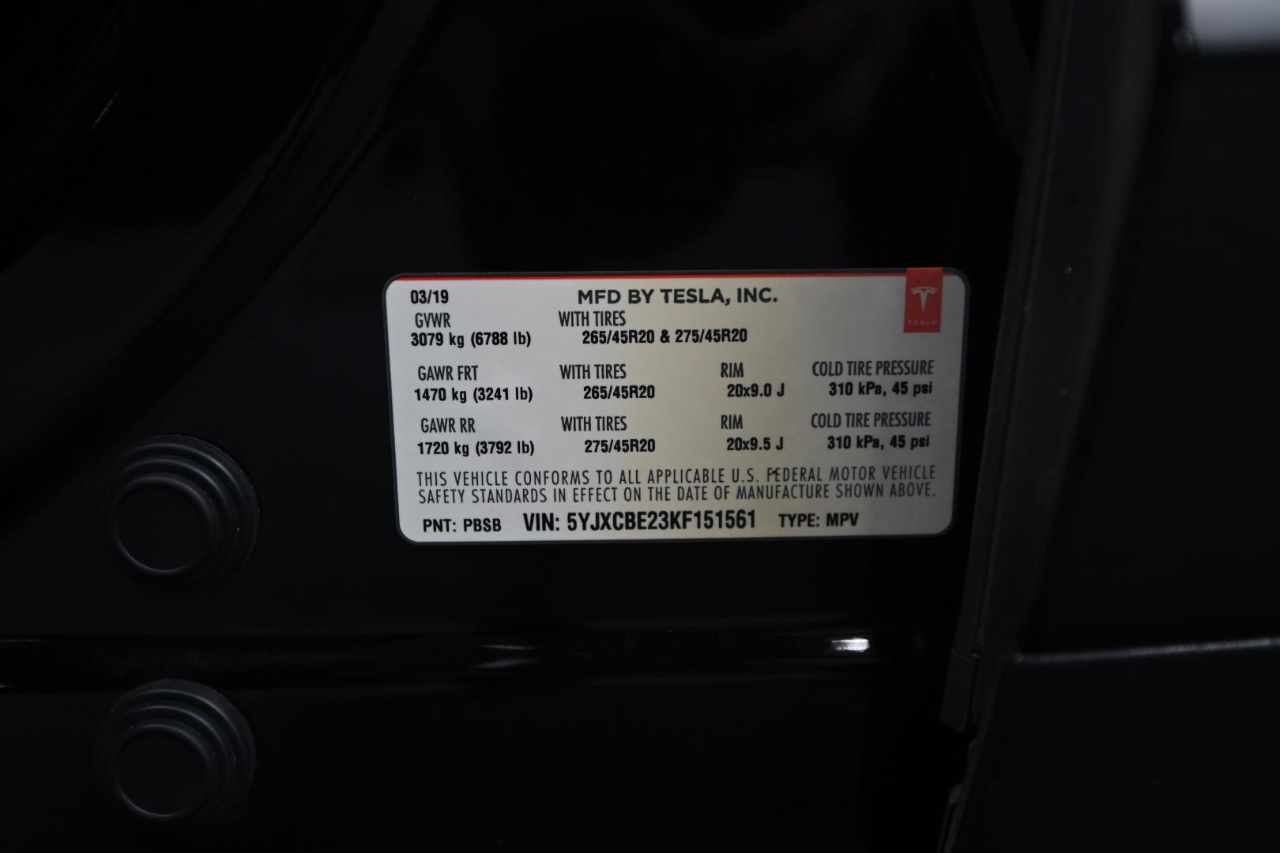 03/19 MFD BY TESLA, INC.
TESLA
GVWR WITH TIRES
3079 kg (6788 lb) 265/45R20 & 275/45R20
GAWR FRT WITH TIRES RIM COLD TIRE PRESSURE
1470 kg (3241 lb) 265/45R20 20x9.0 J 310 kPa, 45 psi
GAWR RR WITH TIRES RIM COLD TIRE PRESSURE
1720 kg (3792 lb) 275/45R20 20x9.5 J 310 kPa, 45 psi
THIS VEHICLE CONFORMS TO ALL APPLICABLE U.S. FEDERAL MOTOR VEHICLE
SAFETY STANDARDS IN EFFECT ON THE DATE OF MANUFACTURE SHOWN ABOVE.
PNT: PBSB VIN: 5YJXCBE23KF151561 TYPE: MPV